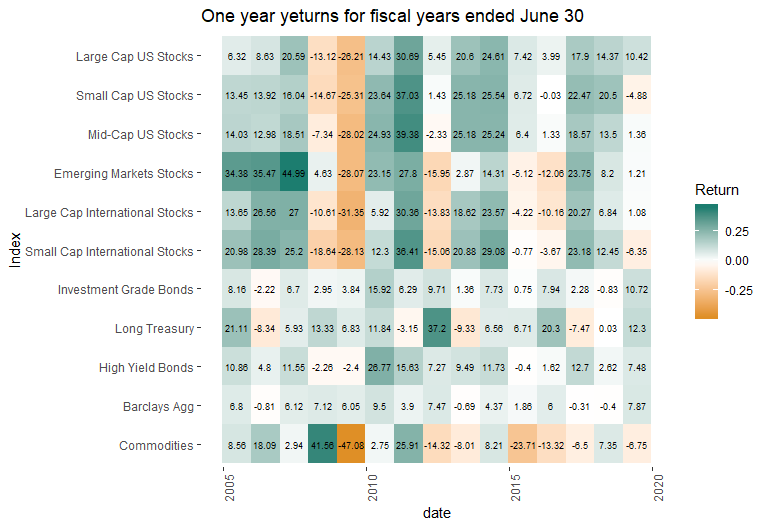 One year yeturns for fiscal years ended June 30
Large Cap US Stocks 6.32 8.63 20.59 -13.12 -26.21 14.43 30.69 5.45 20.6 24.61 7.42 3.99 17.9 14.37 10.42
Small Cap US Stocks 13.45 13.92 16.04 -14.67 -25.31 23.64 37.03 1.43 25.18 25.54 6.72 -0.03 22.47 20.5 -4.88
Mid-Cap US Stocks 14.03 12.98 18.51 -7.34 -28.02 24.93 39.38 -2.33 25.18 25.24 6.4 1.33 18.57 13.5 1.36
Emerging Markets Stocks 34.38 35.47 44.99 4.63 -28.07 23.15 27.8 -15.95 2.87 14.31 -5.12 -12.06 23.75 8.2 1.21
Large Cap International Stocks 13.65 26.56 27 -10.61 -31.35 5.92 30.36 -13.83 18.62 23.57 -4.22 -10.16 20.27 6.84 1.08
Small Cap International Stocks 20.98 28.39 25.2 -18.64 -28.13 12.3 36.41 -15.06 20.88 29.08 -0.77 -3.67 23.18 12.45 -6.35
Investment Grade Bonds 8.16 -2.22 6.7 2.95 3.84 15.92 6.29 9.71 1.36 7.73 0.75 7.94 2.28 -0.83 10.72
Long Treasury 21.11 -8.34 5.93 13.33 6.83 11.84 -3.15 37.2 -9.33 6.56 6.71 20.3 -7.47 0.03 12.3
High Yield Bonds 10.86 4.8 11.55 -2.26 -2.4 26.77 15.63 7.27 9.49 11.73 -0.4 1.62 12.7 2.62 7.48
Barclays Agg 6.8 -0.81 6.12 7.12 6.05 9.5 3.9 7.47 -0.69 4.37 1.86 6 -0.31 -0.4 7.87
Commodities 8.56 18.09 2.94 41.56 -47.08 2.75 25.91 -14.32 -8.01 8.21 -23.71 -13.32 -6.5 7.35 -6.75
Index
2005 2010 2015 2020
date
Return
0.25
0.00
-0.25